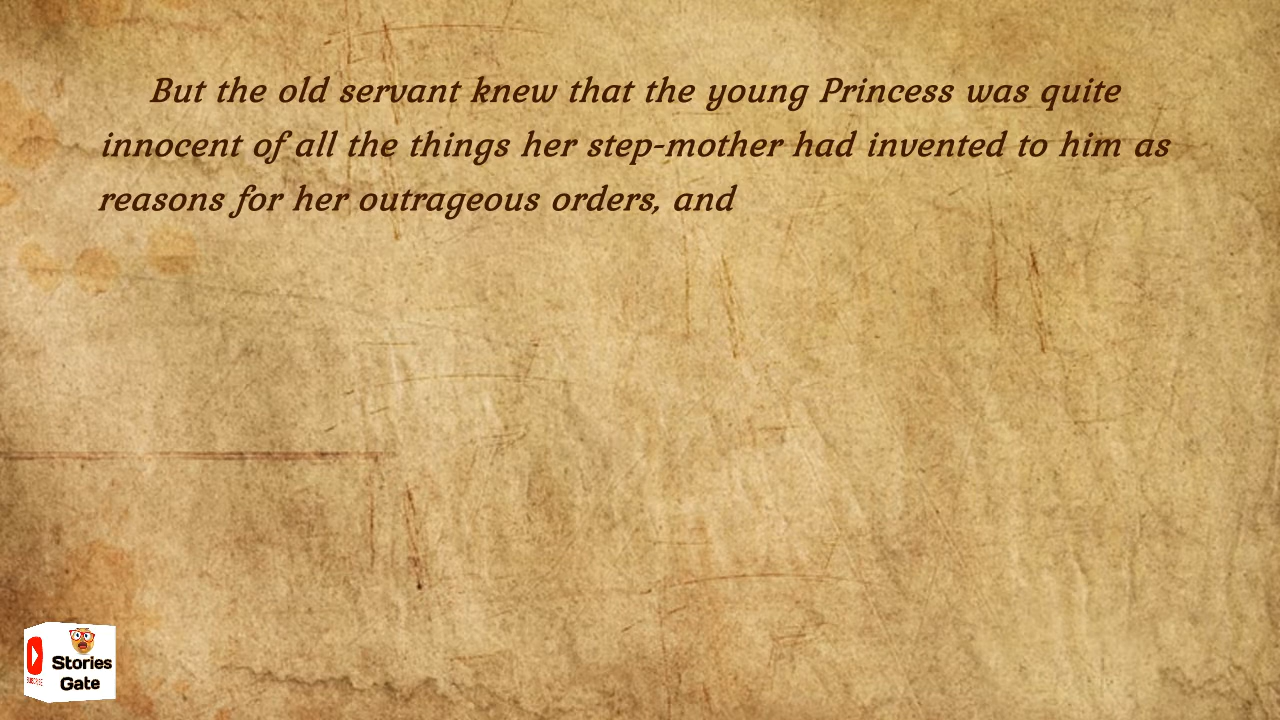 But the old servant knew that the young Princess was quite
innocent of all the things her step-mother had invented to him as
reasons for her outrageous orders, and
SUBSCRIBE
Stories
Gate